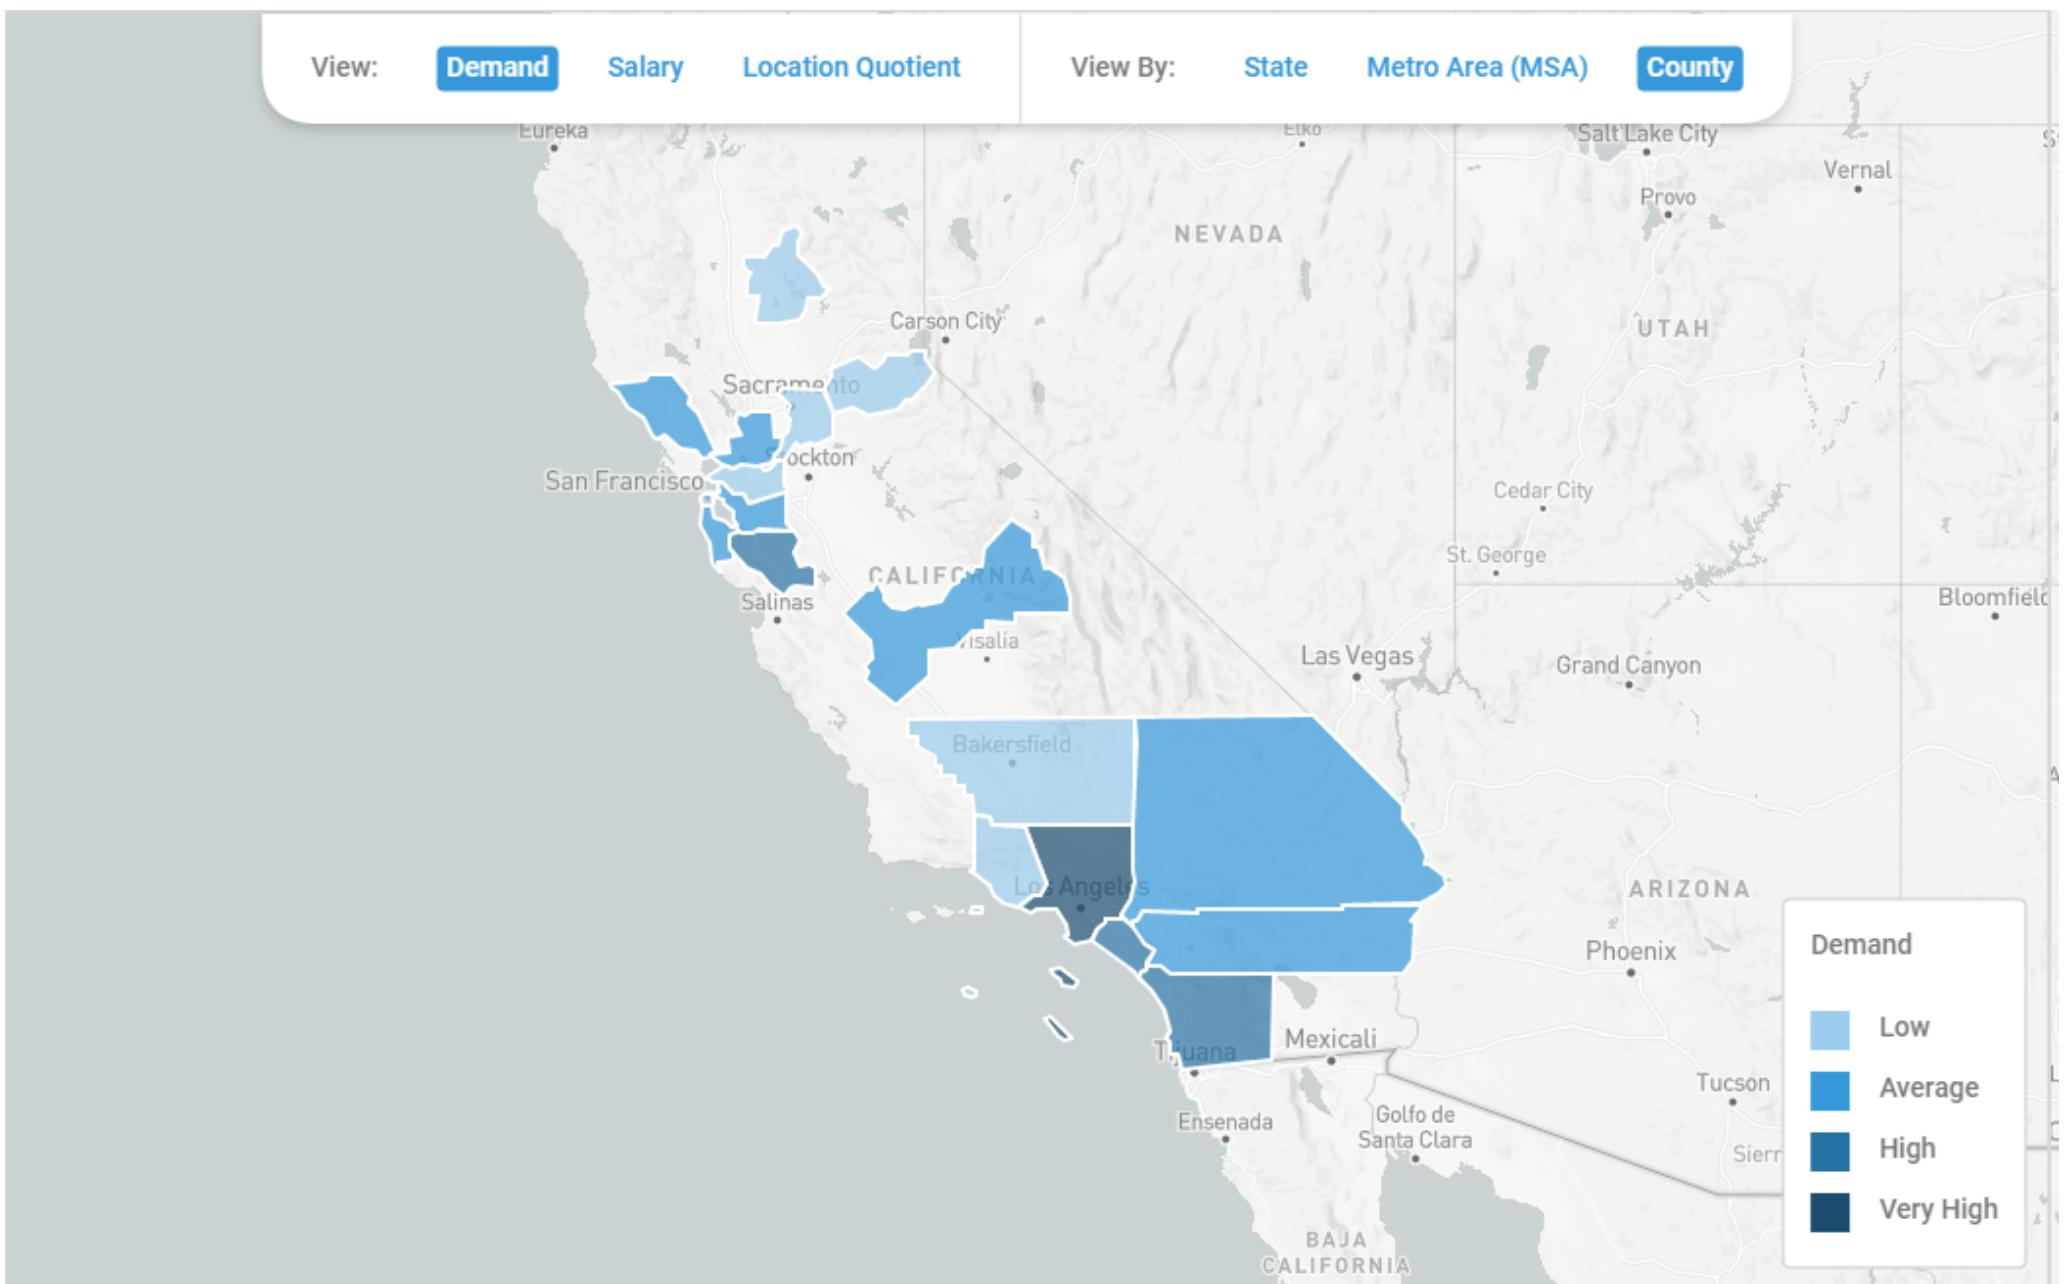 View: Demand Salary Location Quotient View By: State Metro Area (MSA) County
Eureka
Elko
Salt Lake City
Vernal
Provo
NEVADA
Carson City
UTAH
Sacramento
Stockton
San Francisco
Cedar City
St. George
CALIFORNIA
Salinas
Bloomfield
Visalia
Las Vegas
Grand Canyon
Bakersfield
Los Angeles
ARIZONA
Phoenix
Tijuana
Mexicali
Tucson
Ensenada
Golfo de
Santa Clara
Sierr
BAJA
CALIFORNIA
Demand
Low
Average
High
Very High